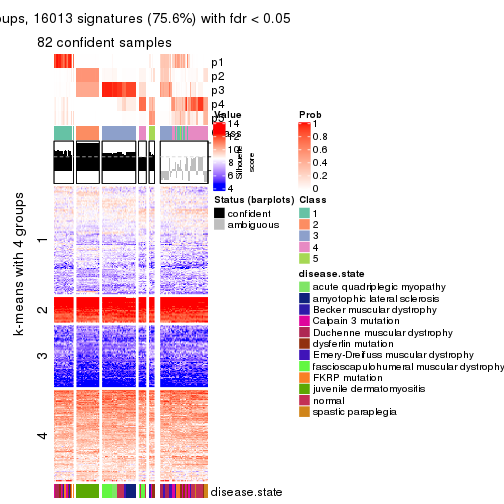 oups, 16013 signatures (75.6%) with fdr < 0.05
82 confident samples
p1
p2
p3
p4
p5
Value
14
12
10
8
6
4
Class
Silhouette
score
Prob
1
0.8
0.6
0.4
0.2
0
Status (barplots)
confident
ambiguous
Class
1
2
3
4
5
disease.state
acute quadriplegic myopathy
amyotophic lateral sclerosis
Becker muscular dystrophy
Calpain 3 mutation
Duchenne muscular dystrophy
dysferlin mutation
Emery-Dreifuss muscular dystrophy
fascioscapulohumeral muscular dystrophy
FKRP mutation
juvenile dermatomyositis
normal
spastic paraplegia
k-means with 4 groups
1
2
3
4
disease.state